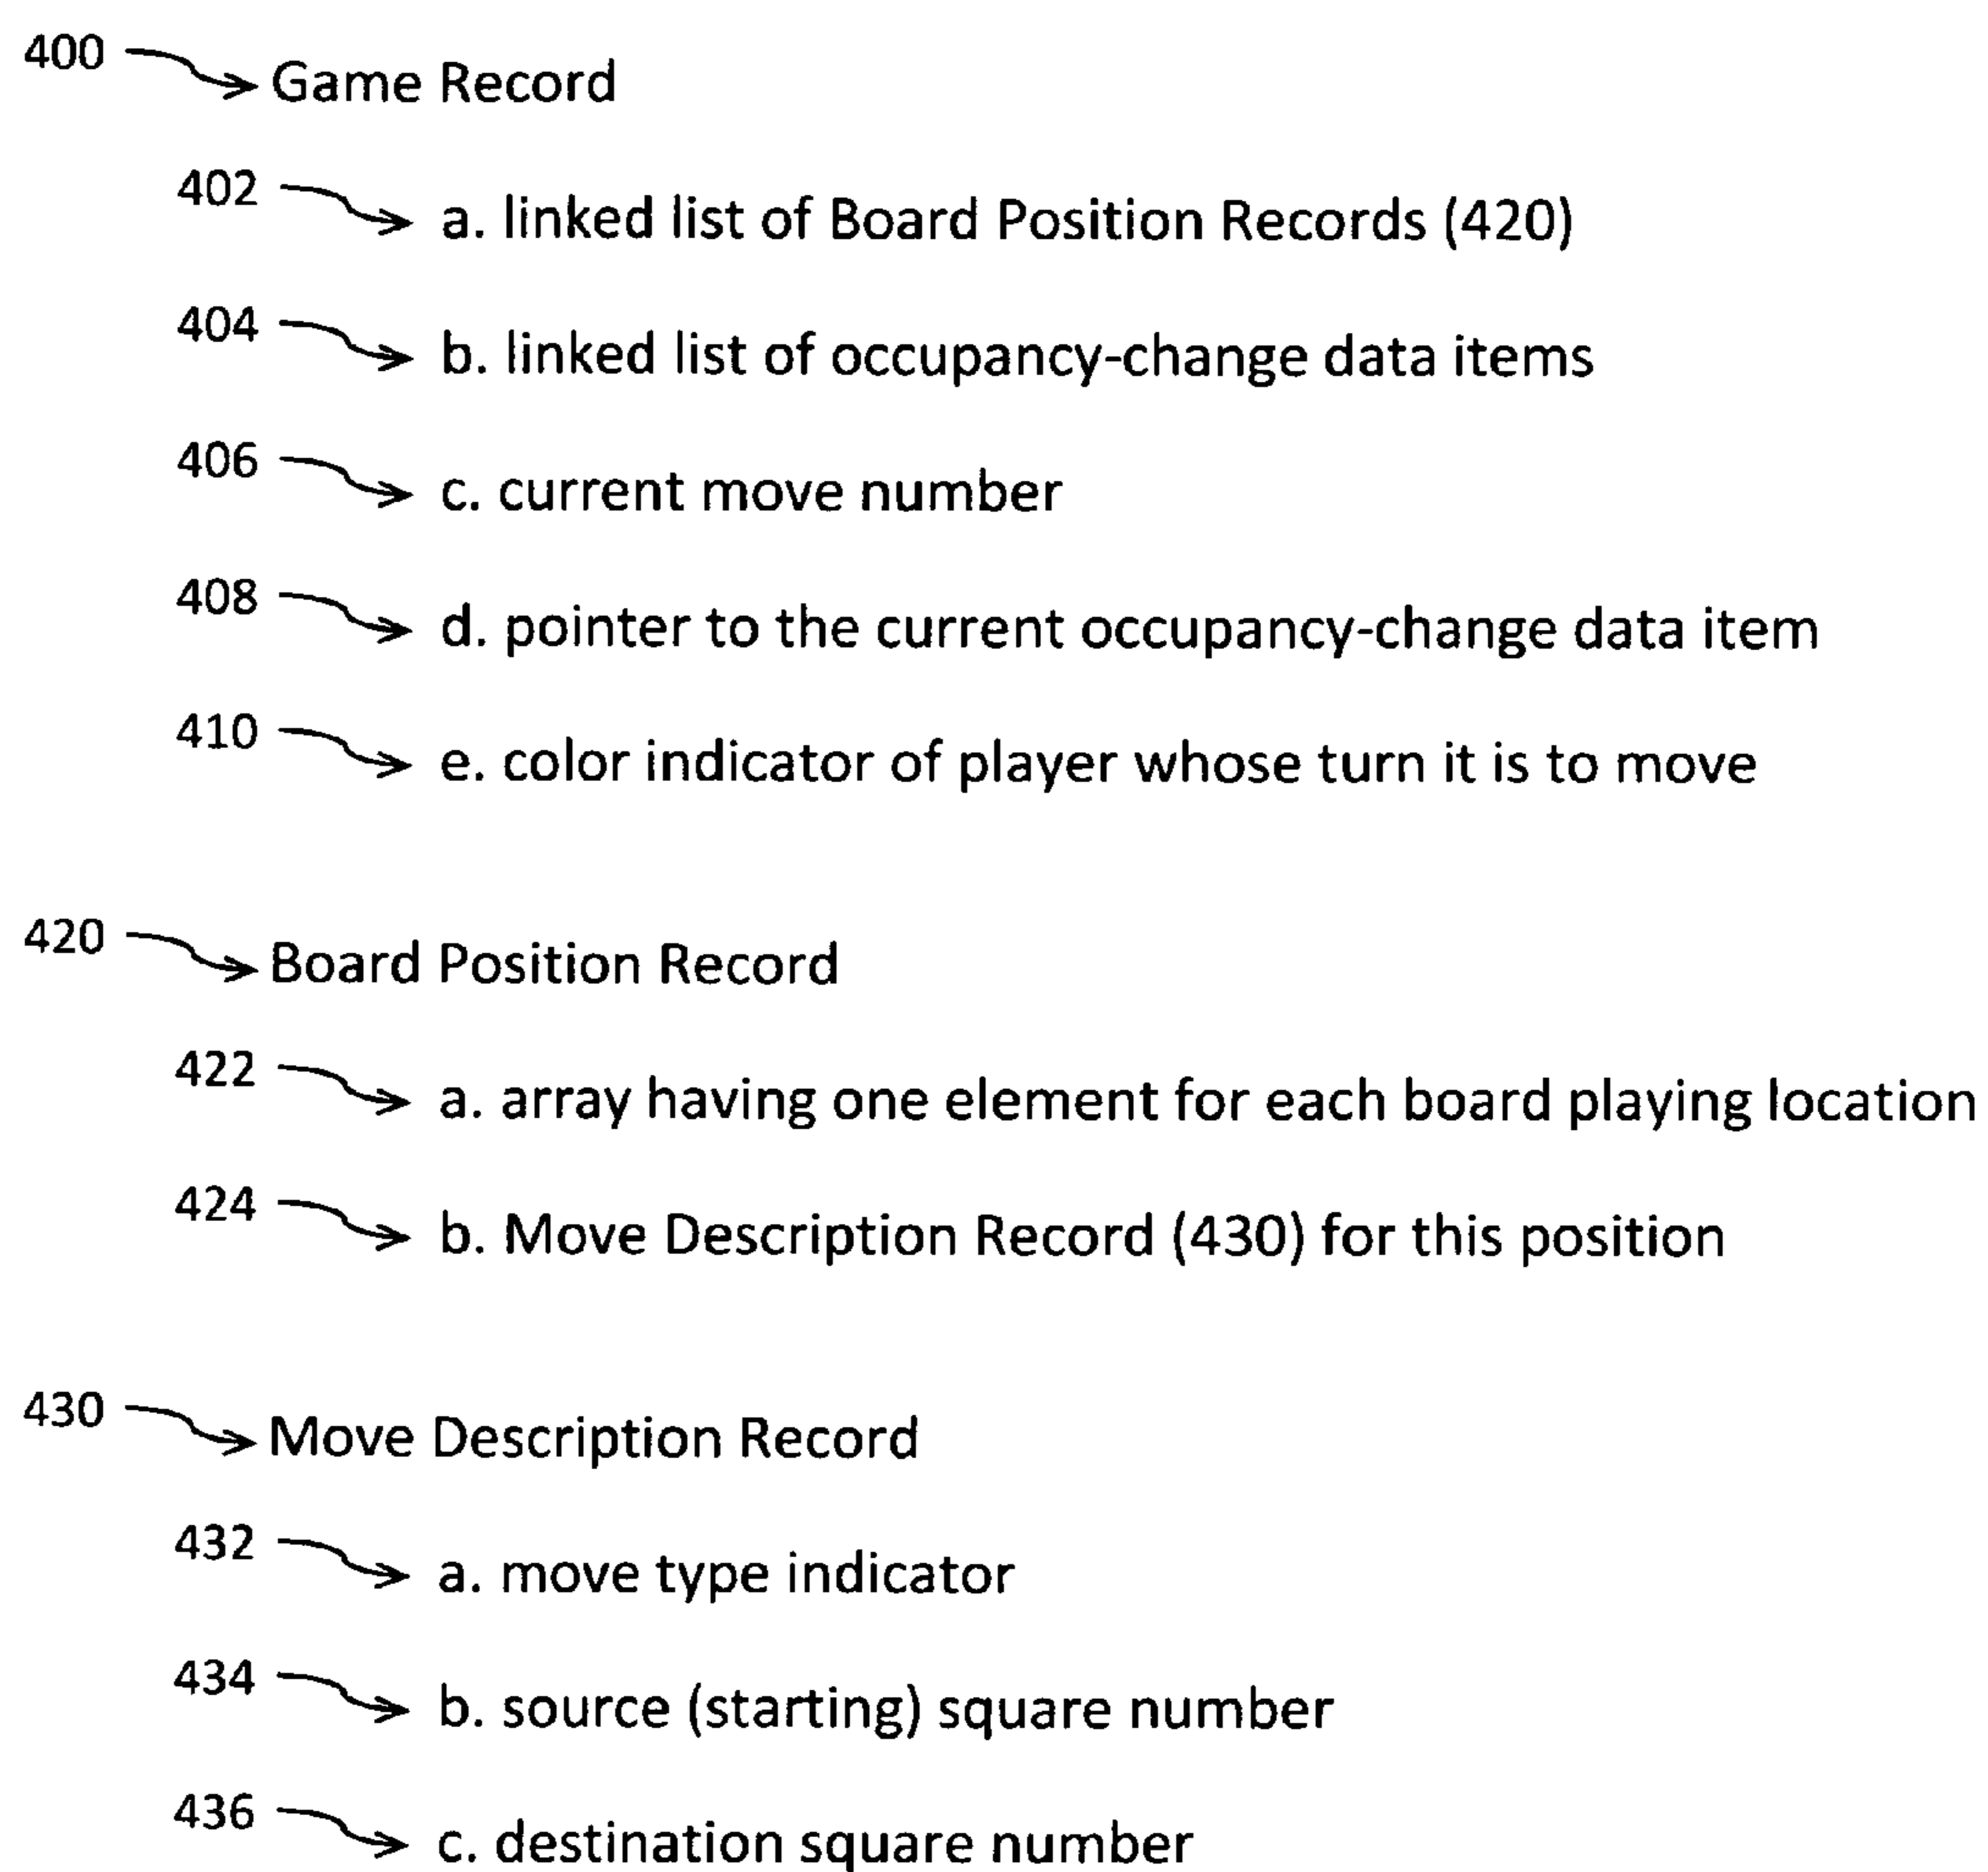 400 Game Record
402 a. linked list of Board Position Records (420)
404 b. linked list of occupancy-change data items
406 c. current move number
408 d. pointer to the current occupancy-change data item
410 e. color indicator of player whose turn it is to move
420 Board Position Record
422 a. array having one element for each board playing location
424 b. Move Description Record (430) for this position
430 Move Description Record
432 a. move type indicator
434 b. source (starting) square number
436 c. destination square number